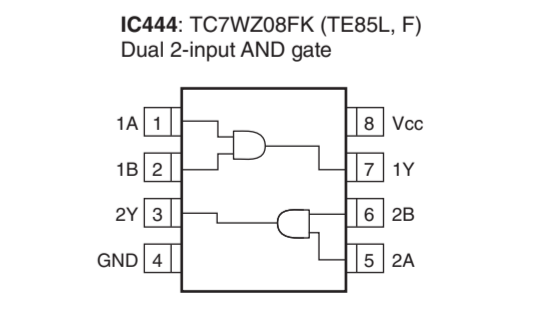 IC444: TC7WZ08FK (TE85L, F)
Dual 2-input AND gate
1A 1 8 Vcc
1B 2 7 1Y
2Y 3 6 2B
GND 4 5 2A